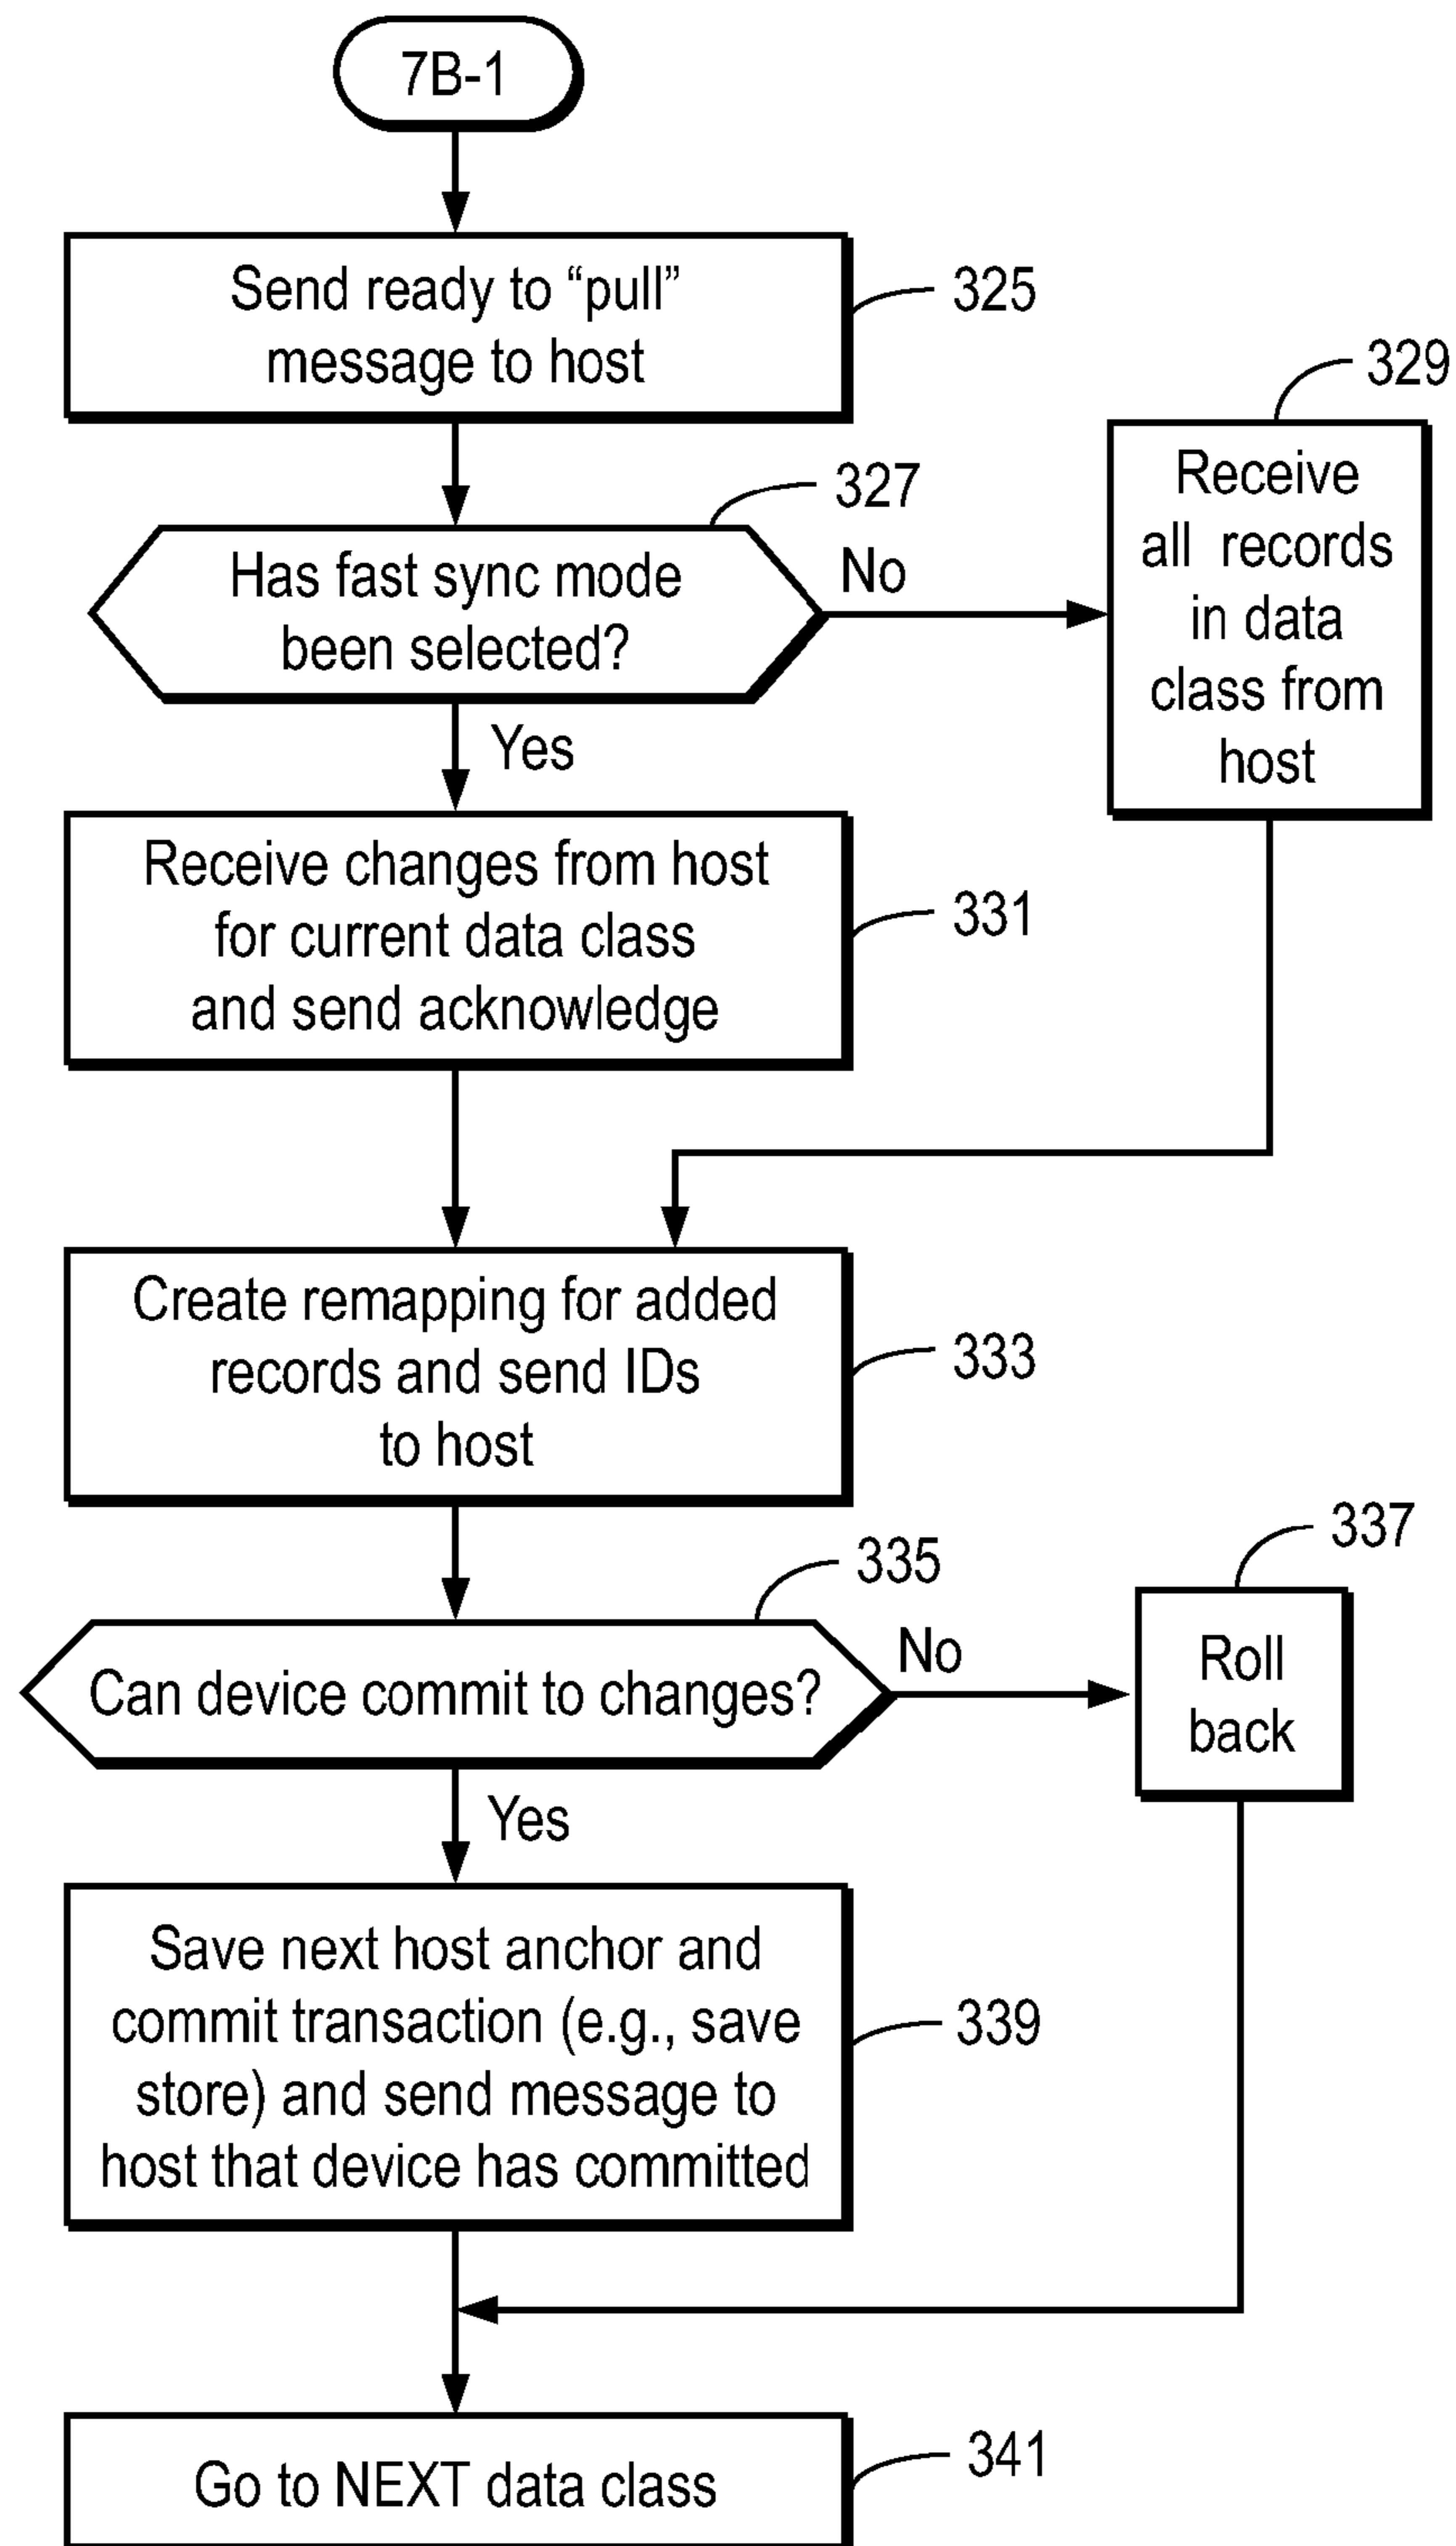 7B-1
Send ready to “pull”
message to host
325
327
Has fast sync mode
been selected?
No
329
Receive
all records
in data
class from
host
Yes
Receive changes from host
for current data class
and send acknowledge
331
Create remapping for added
records and send IDs
to host
333
335
Can device commit to changes?
No
337
Roll
back
Yes
Save next host anchor and
commit transaction (e.g., save
store) and send message to
host that device has committed
339
Go to NEXT data class
341